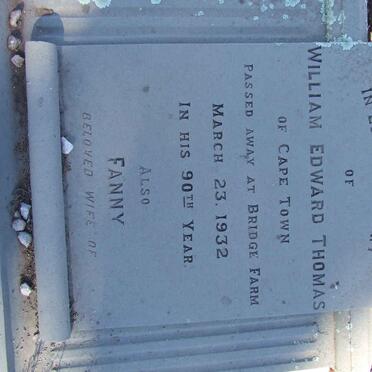 OF
WILLIAM EDWARD THOMAS
OF CAPE TOWN
PASSED AWAY AT BRIDGE FARM
MARCH 23, 1932
IN HIS 90TH YEAR.
ALSO
FANNY
BELOVED WIFE OF